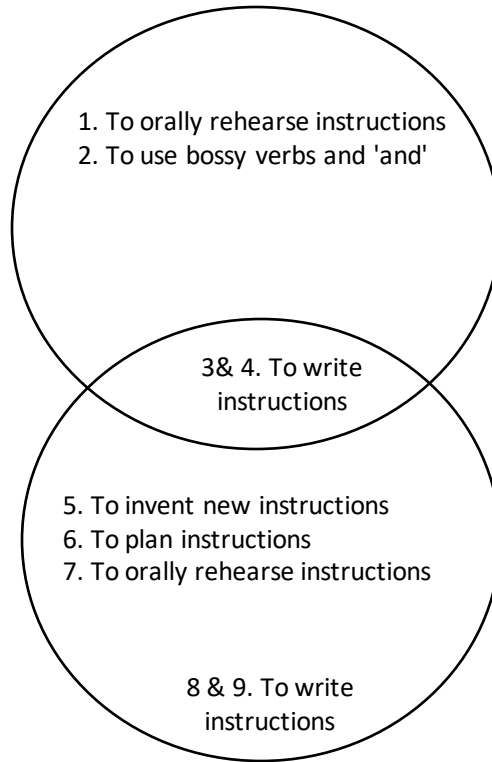 1. To orally rehearse instructions
2. To use bossy verbs and 'and'
3& 4. To write
instructions
5. To invent new instructions
6. To plan instructions
7. To orally rehearse instructions
8 & 9. To write
instructions